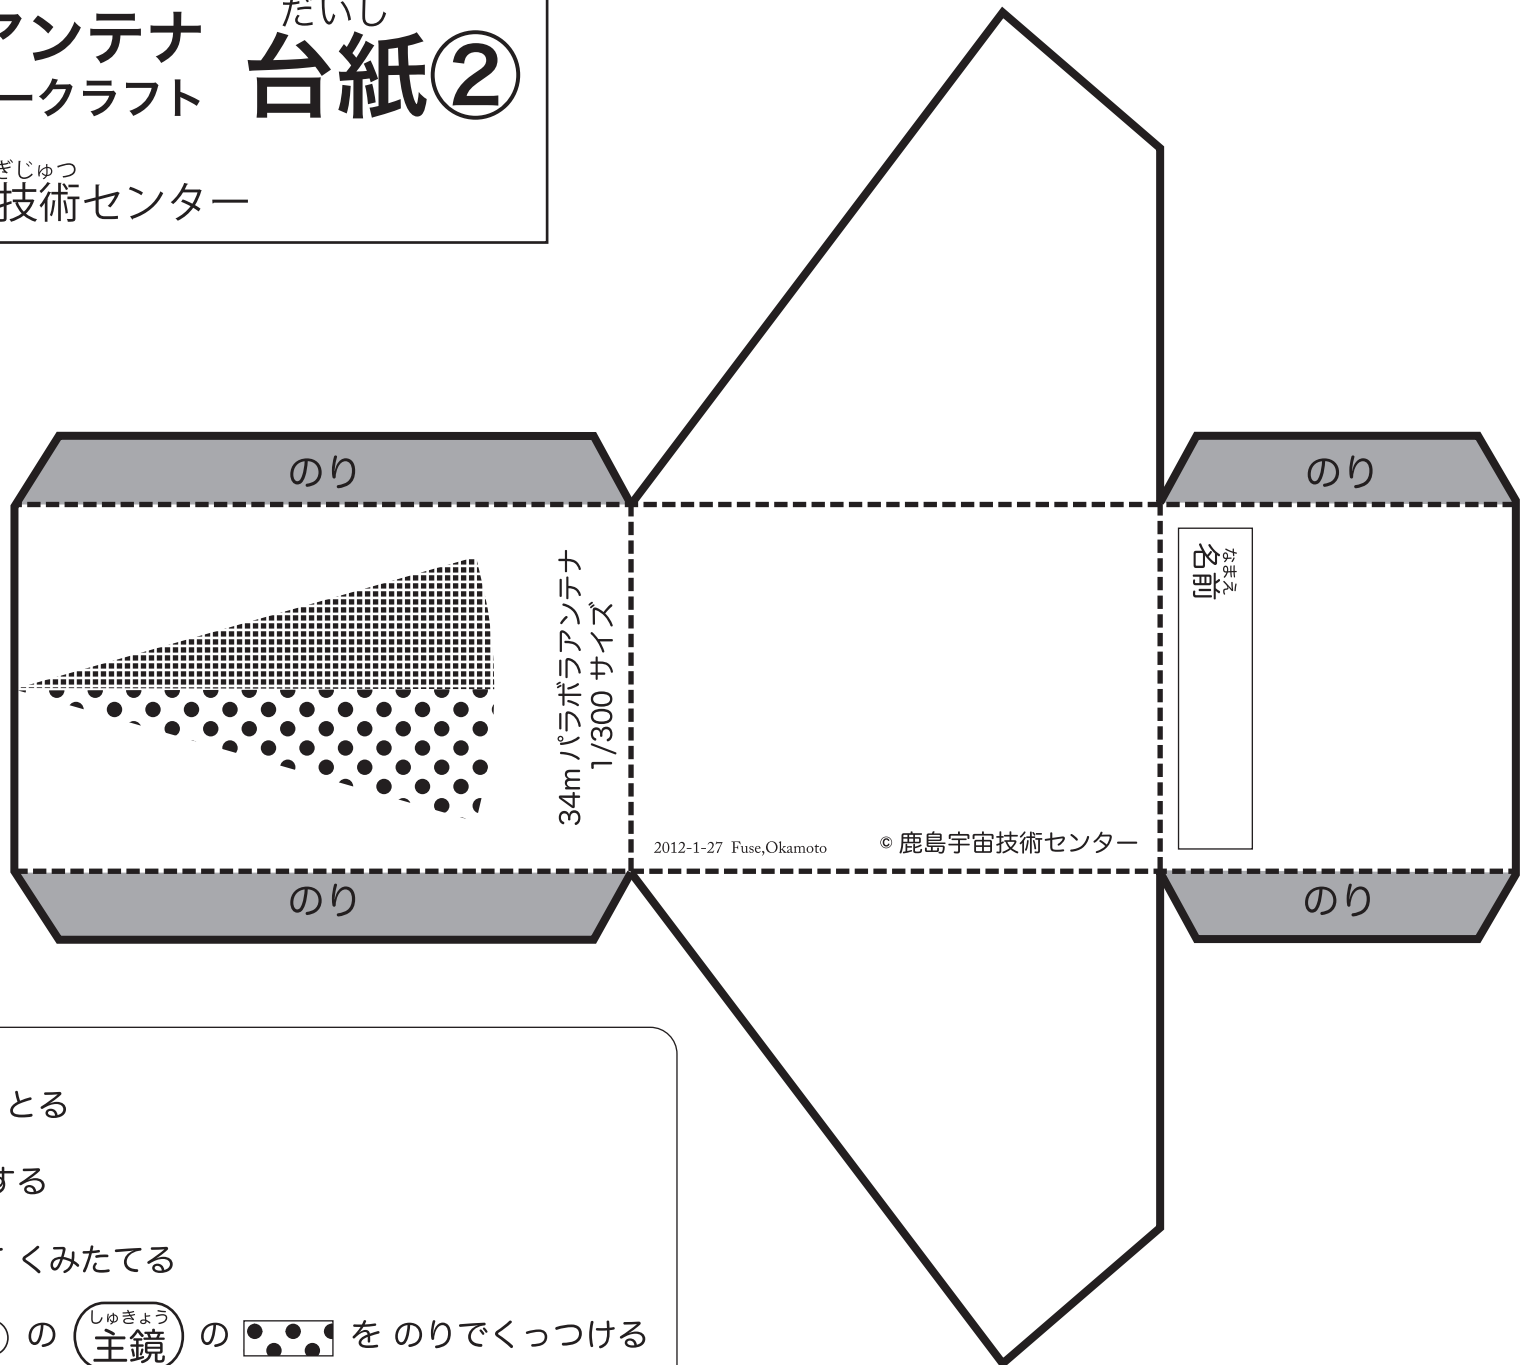 だいし
アンテナ 台紙②
ークラフト
ぎじゅつ
技術センター
のり
のり
34m パラボラアンテナ
1/300 サイズ
なまえ
名前
2012-1-27 Fuse,Okamoto
© 鹿島宇宙技術センター
のり
のり
とる
する
くみたてる
しゅきょう
の 主鏡 の を のりでくっつける